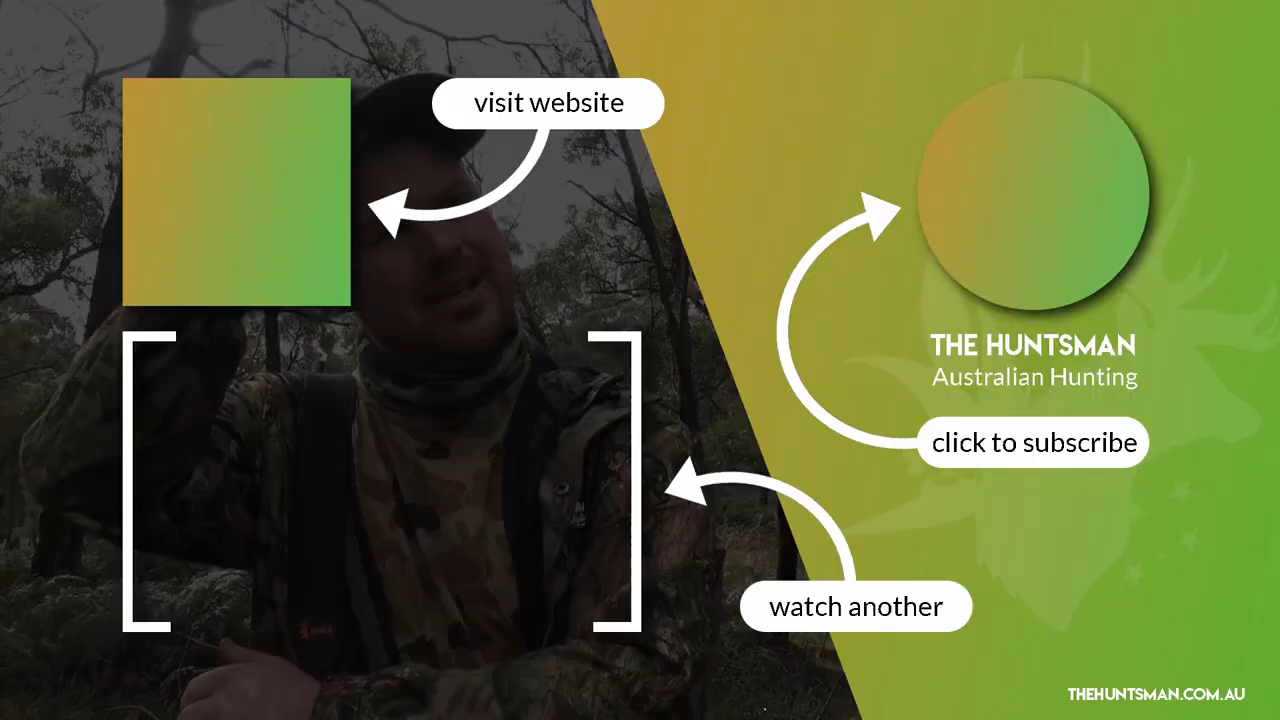 visit website
THE HUNTSMAN
Australian Hunting
click to subscribe
watch another
THEHUNTSMAN.COM.AU